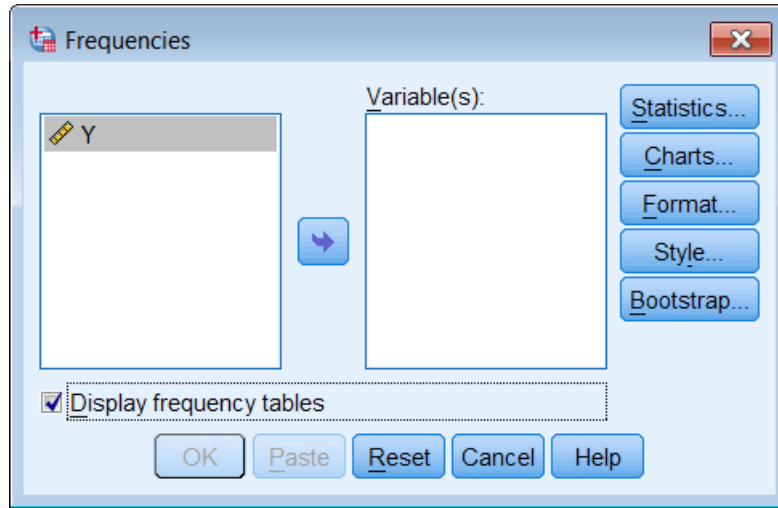 Frequencies
Variable(s):
Y
Statistics...
Charts...
Format...
Style...
Bootstrap...
Display frequency tables
OK Paste Reset Cancel Help